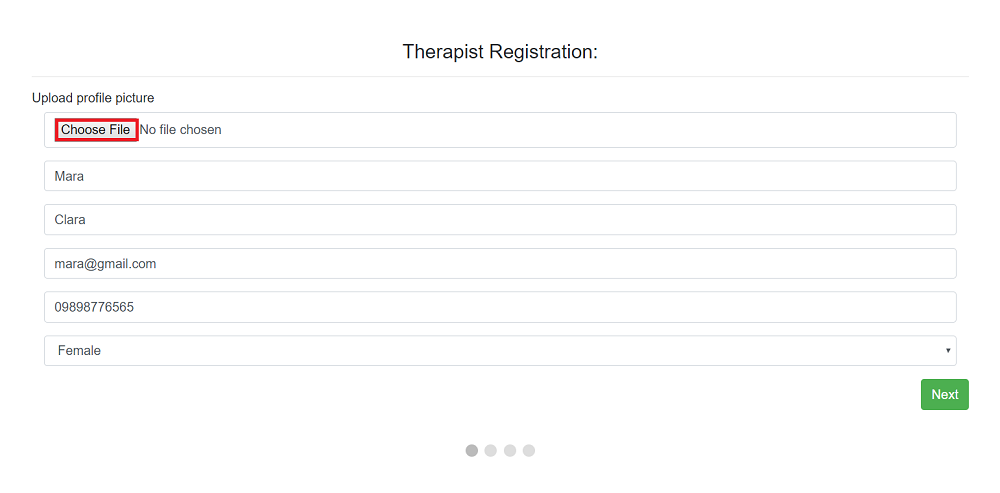 Therapist Registration:
Upload profile picture
Choose File No file chosen
Mara
Clara
mara@gmail.com
09898776565
Female
Next